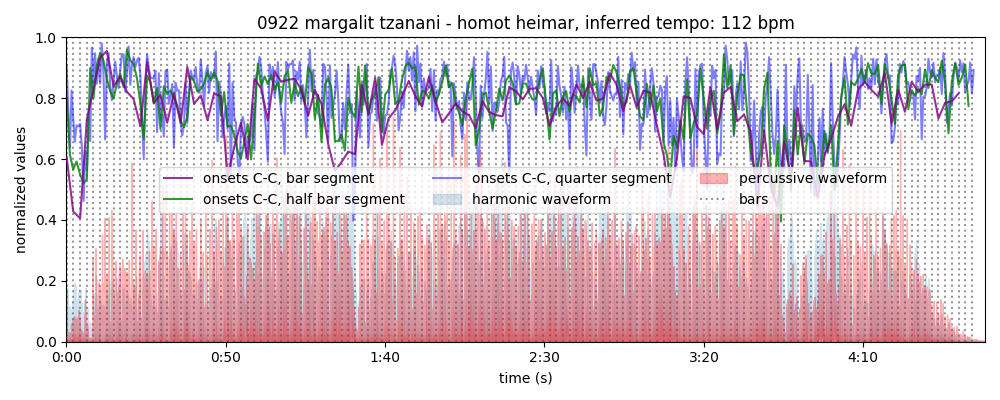 0922 margalit tzanani - homot heimar, inferred tempo: 112 bpm
1.0
0.8
0.6
0.4
0.2
0.0
normalized values
onsets C-C, bar segment
onsets C-C, half bar segment
onsets C-C, quarter segment
harmonic waveform
percussive waveform
bars
0:00 0:50 1:40 2:30 3:20 4:10
time (s)